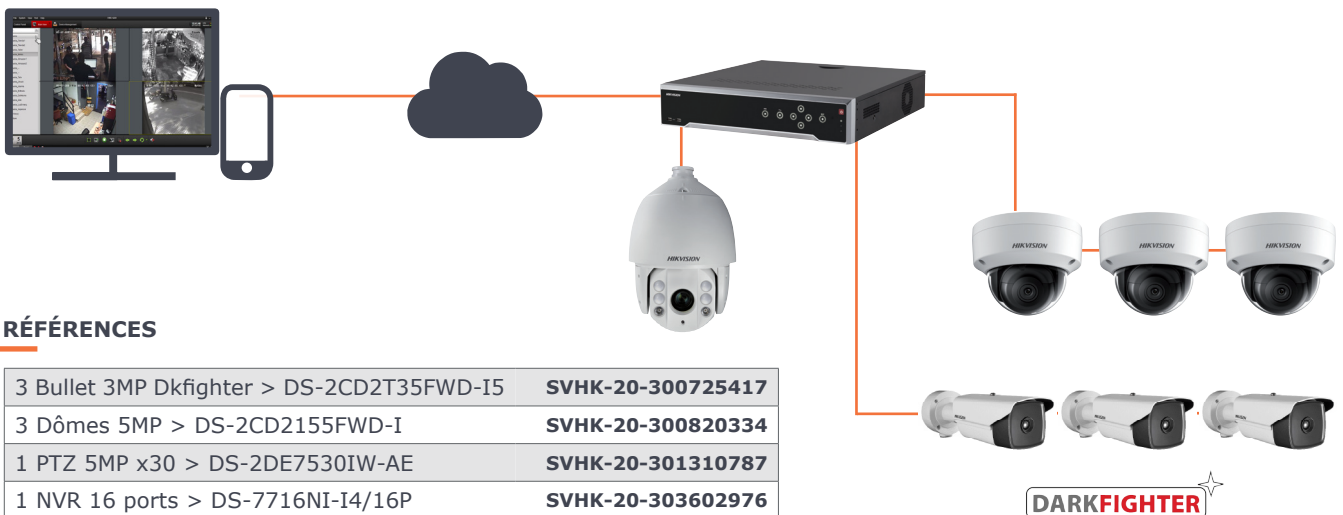 HIKVISION
HIKVISION
HIKVISION
HIKVISION
HIKVISION
RÉFÉRENCES
3 Bullet 3MP Dkfighter > DS-2CD2T35FWD-I5 SVHK-20-300725417
3 Dômes 5MP > DS-2CD2155FWD-I SVHK-20-300820334
1 PTZ 5MP x30 > DS-2DE7530IW-AE SVHK-20-301310787
1 NVR 16 ports > DS-7716NI-I4/16P SVHK-20-303602976
DARKFIGHTER